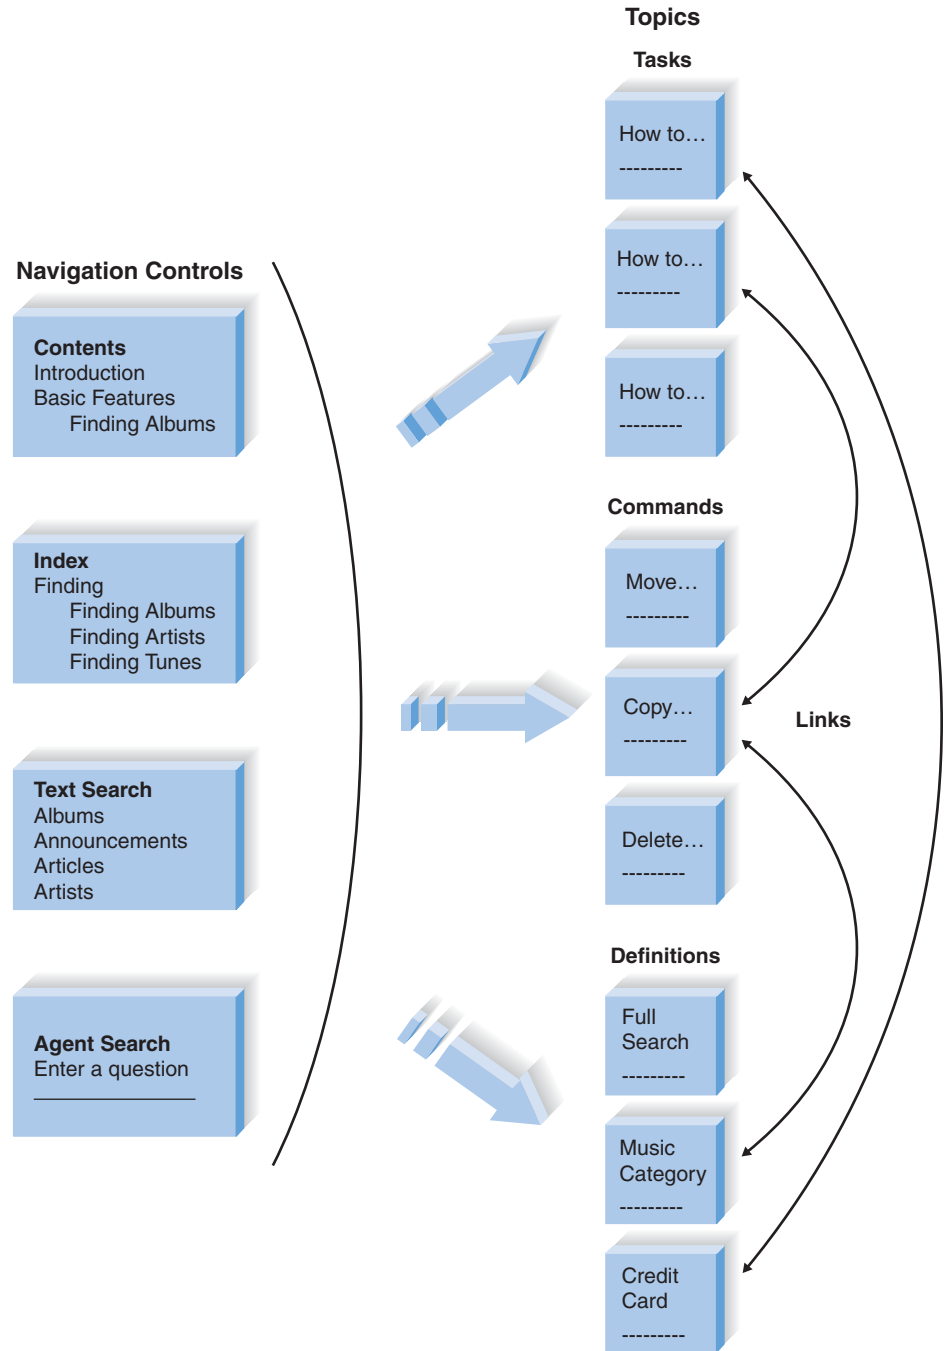 Navigation Controls
Contents
Introduction
Basic Features
Finding Albums
Index
Finding
Finding Albums
Finding Artists
Finding Tunes
Text Search
Albums
Announcements
Articles
Artists
Agent Search
Enter a question
Topics
Tasks
How to…
How to…
How to…
Commands
Move…
Copy…
Delete…
Links
Definitions
Full
Search
Music
Category
Credit
Card